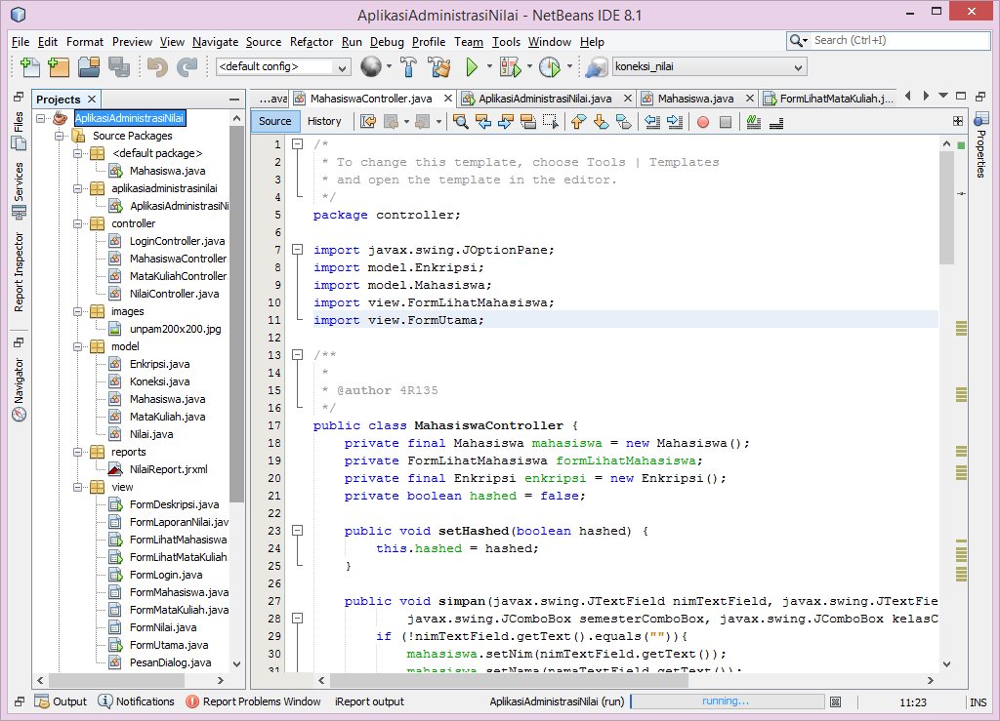 AplikasiAdministrasiNilai - NetBeans IDE 8.1
File Edit Format Preview View Navigate Source Refactor Run Debug Profile Team Tools Window Help
Search (Ctrl+I)
<default config>
koneksi_nilai
Files
Services
Report Inspector
Navigator
Projects
AplikasiAdministrasiNilai
Source Packages
<default package>
Mahasiswa.java
aplikasiadministrasinilai
AplikasiAdministrasiNi
controller
LoginController.java
MahasiswaController
MataKuliahController
NilaiController.java
images
unpam200x200.jpg
model
Enkripsi.java
Koneksi.java
Mahasiswa.java
MataKuliah.java
Nilai.java
reports
NilaiReport.jrxml
view
FormDeskripsi.java
FormLaporanNilai.jav
FormLihatMahasiswa
FormLihatMataKuliah
FormLogin.java
FormMahasiswa.java
FormMataKuliah.java
FormNilai.java
FormUtama.java
PesanDialog.java
...ava MahasiswaController.java AplikasiAdministrasiNilai.java Mahasiswa.java FormLihatMataKuliah.j...
Source History
1 /*
2 * To change this template, choose Tools | Templates
3 * and open the template in the editor.
4 */
5 package controller;
6
7 import javax.swing.JOptionPane;
8 import model.Enkripsi;
9 import model.Mahasiswa;
10 import view.FormLihatMahasiswa;
11 import view.FormUtama;
12
13 /**
14 *
15 * @author 4R135
16 */
17 public class MahasiswaController {
18 private final Mahasiswa mahasiswa = new Mahasiswa();
19 private FormLihatMahasiswa formLihatMahasiswa;
20 private final Enkripsi enkripsi = new Enkripsi();
21 private boolean hashed = false;
22
23 public void setHashed(boolean hashed) {
24 this.hashed = hashed;
25 }
26
27 public void simpan(javax.swing.JTextField nimTextField, javax.swing.JTextFie
28 javax.swing.JComboBox semesterComboBox, javax.swing.JComboBox kelasC
29 if (!nimTextField.getText().equals("")){
30 mahasiswa.setNim(nimTextField.getText());
31 mahasiswa.setNama(namaTextField.getText());
Properties
Output Notifications Report Problems Window iReport output AplikasiAdministrasiNilai (run) running... 11:23 INS